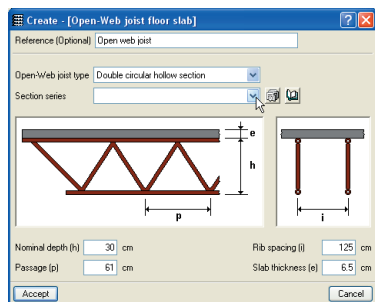 Create - [Open-Web joist floor slab]
Reference (Optional) Open web joist
Open-Web joist type Double circular hollow section
Section series
e
h
p
i
Nominal depth (h) 30 cm
Rib spacing (i) 125 cm
Passage (p) 61 cm
Slab thickness (e) 6.5 cm
Accept
Cancel